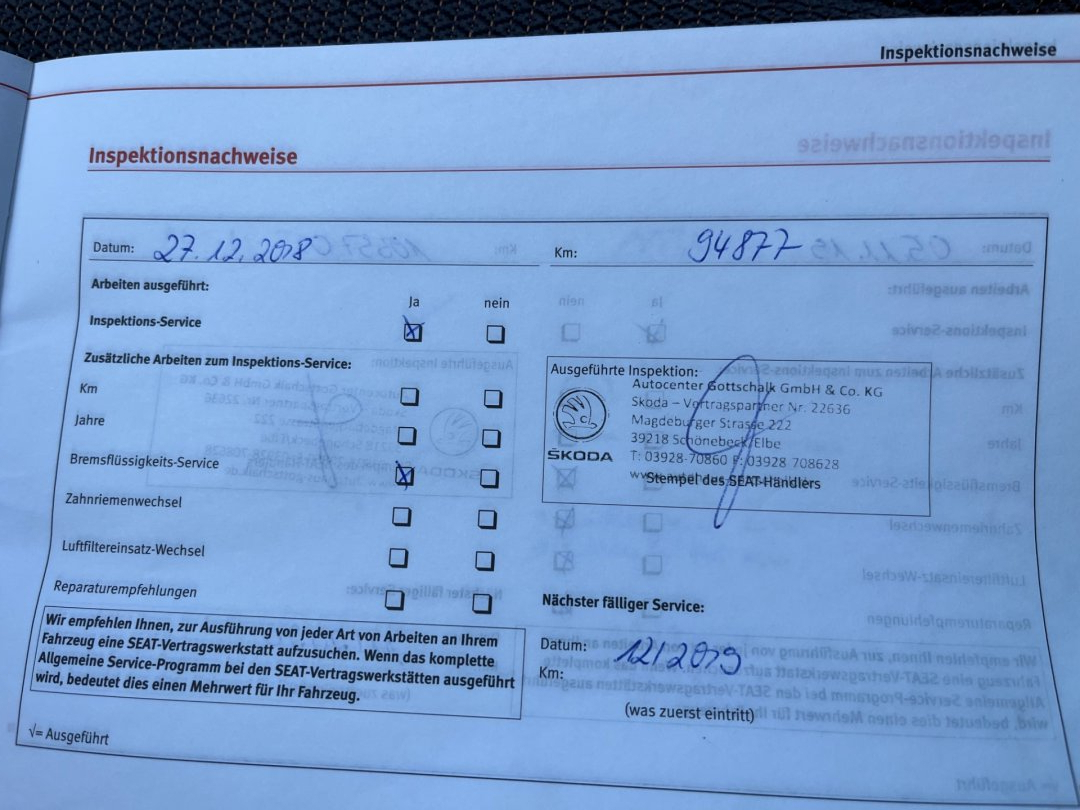 Inspektionsnachweise
Inspektionsnachweise
Datum: 27.12.2018 Km: 94877
Arbeiten ausgeführt:
Ja nein
Inspektions-Service
Zusätzliche Arbeiten zum Inspektions-Service:
Km
Jahre
Bremsflüssigkeits-Service
Zahnriemenwechsel
Luftfiltereinsatz-Wechsel
Reparaturempfehlungen
Wir empfehlen Ihnen, zur Ausführung von jeder Art von Arbeiten an Ihrem
Fahrzeug eine SEAT-Vertragswerkstatt aufzusuchen. Wenn das komplette
Allgemeine Service-Programm bei den SEAT-Vertragswerkstätten ausgeführt
wird, bedeutet dies einen Mehrwert für Ihr Fahrzeug.
√= Ausgeführt
Ausgeführte Inspektion:
Autocenter Gottschalk GmbH & Co. KG
Skoda – Vertragspartner Nr. 22636
Magdeburger Strasse 222
39218 Schönebeck/Elbe
T: 03928-70860 F: 03928 708628
ŠKODA
Stempel des SEAT-Händlers
Nächster fälliger Service:
Datum: 12/2019
Km:
(was zuerst eintritt)